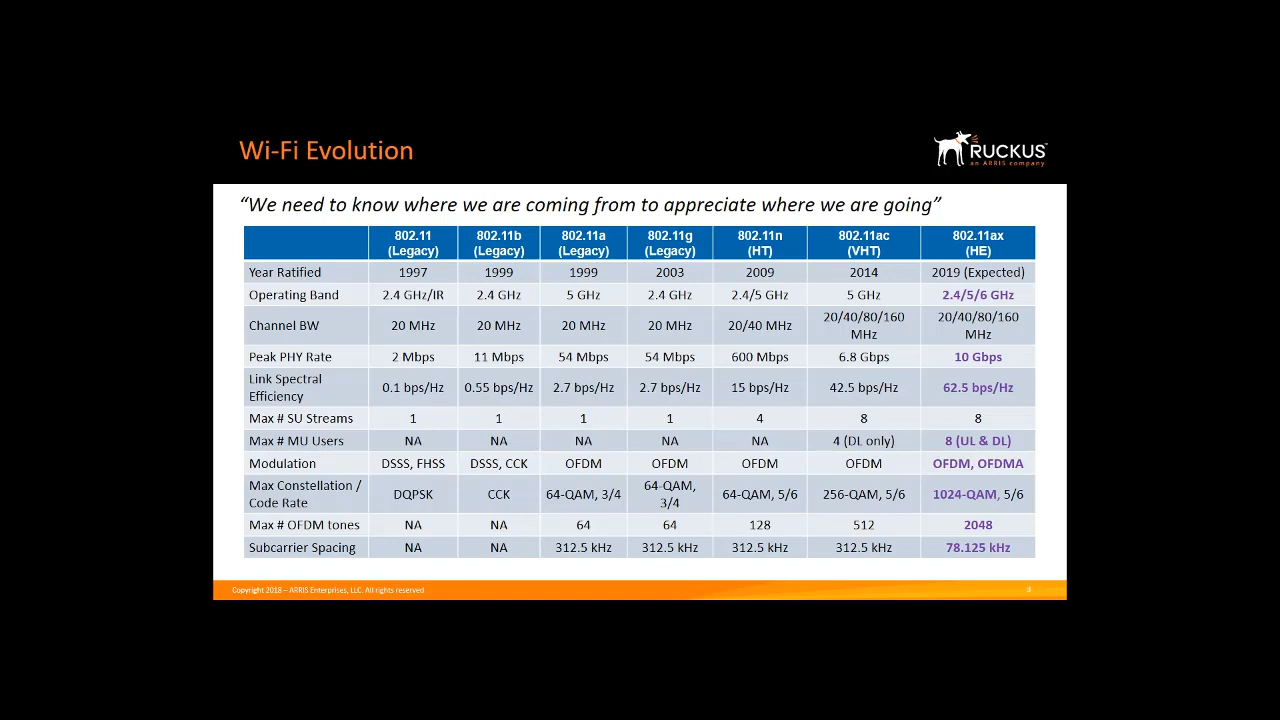 Wi-Fi Evolution
RUCKUS™
an ARRIS company
“We need to know where we are coming from to appreciate where we are going”
802.11 (Legacy) 802.11b (Legacy) 802.11a (Legacy) 802.11g (Legacy) 802.11n (HT) 802.11ac (VHT) 802.11ax (HE)
Year Ratified 1997 1999 1999 2003 2009 2014 2019 (Expected)
Operating Band 2.4 GHz/IR 2.4 GHz 5 GHz 2.4 GHz 2.4/5 GHz 5 GHz 2.4/5/6 GHz
Channel BW 20 MHz 20 MHz 20 MHz 20 MHz 20/40 MHz 20/40/80/160 MHz 20/40/80/160 MHz
Peak PHY Rate 2 Mbps 11 Mbps 54 Mbps 54 Mbps 600 Mbps 6.8 Gbps 10 Gbps
Link Spectral Efficiency 0.1 bps/Hz 0.55 bps/Hz 2.7 bps/Hz 2.7 bps/Hz 15 bps/Hz 42.5 bps/Hz 62.5 bps/Hz
Max # SU Streams 1 1 1 1 4 8 8
Max # MU Users NA NA NA NA NA 4 (DL only) 8 (UL & DL)
Modulation DSSS, FHSS DSSS, CCK OFDM OFDM OFDM OFDM OFDM, OFDMA
Max Constellation / Code Rate DQPSK CCK 64-QAM, 3/4 64-QAM, 3/4 64-QAM, 5/6 256-QAM, 5/6 1024-QAM, 5/6
Max # OFDM tones NA NA 64 64 128 512 2048
Subcarrier Spacing NA NA 312.5 kHz 312.5 kHz 312.5 kHz 312.5 kHz 78.125 kHz
Copyright 2018 – ARRIS Enterprises, LLC. All rights reserved